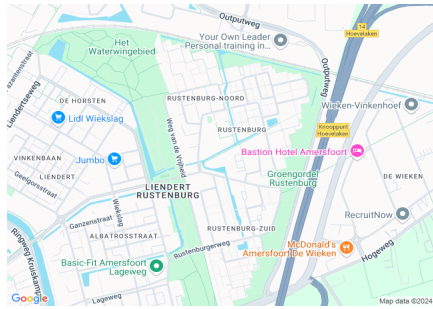 Outputweg
14
Hoevelaken
Your Own Leader
- Personal training in...
Het
Waterwingebied
Outputweg
Liendertseweg
DE HORSTEN
RUSTENBURG-NOORD
Wieken-Vinkenhoef
Lidl Wiekslag
Weg van de Vrijheid
RUSTENBURG
Knooppunt
Hoevelaken
Bastion Hotel Amersfoort
VINKENBAAN
Jumbo
Groengordel
Rustenburg
Geelgorsstraat
LIENDERT
LIENDERT
RUSTENBURG
DE WIEKEN
Wiekslag
RecruitNow
Ganzenstraat
ALBATROSSTRAAT
RUSTENBURG-ZUID
Ringweg Kruiskamp
Rustenburgerweg
McDonald's
Amersfoort De Wieken
Hogeweg
Basic-Fit Amersfoort
Lageweg
Google
Lageweg
Map data ©2024